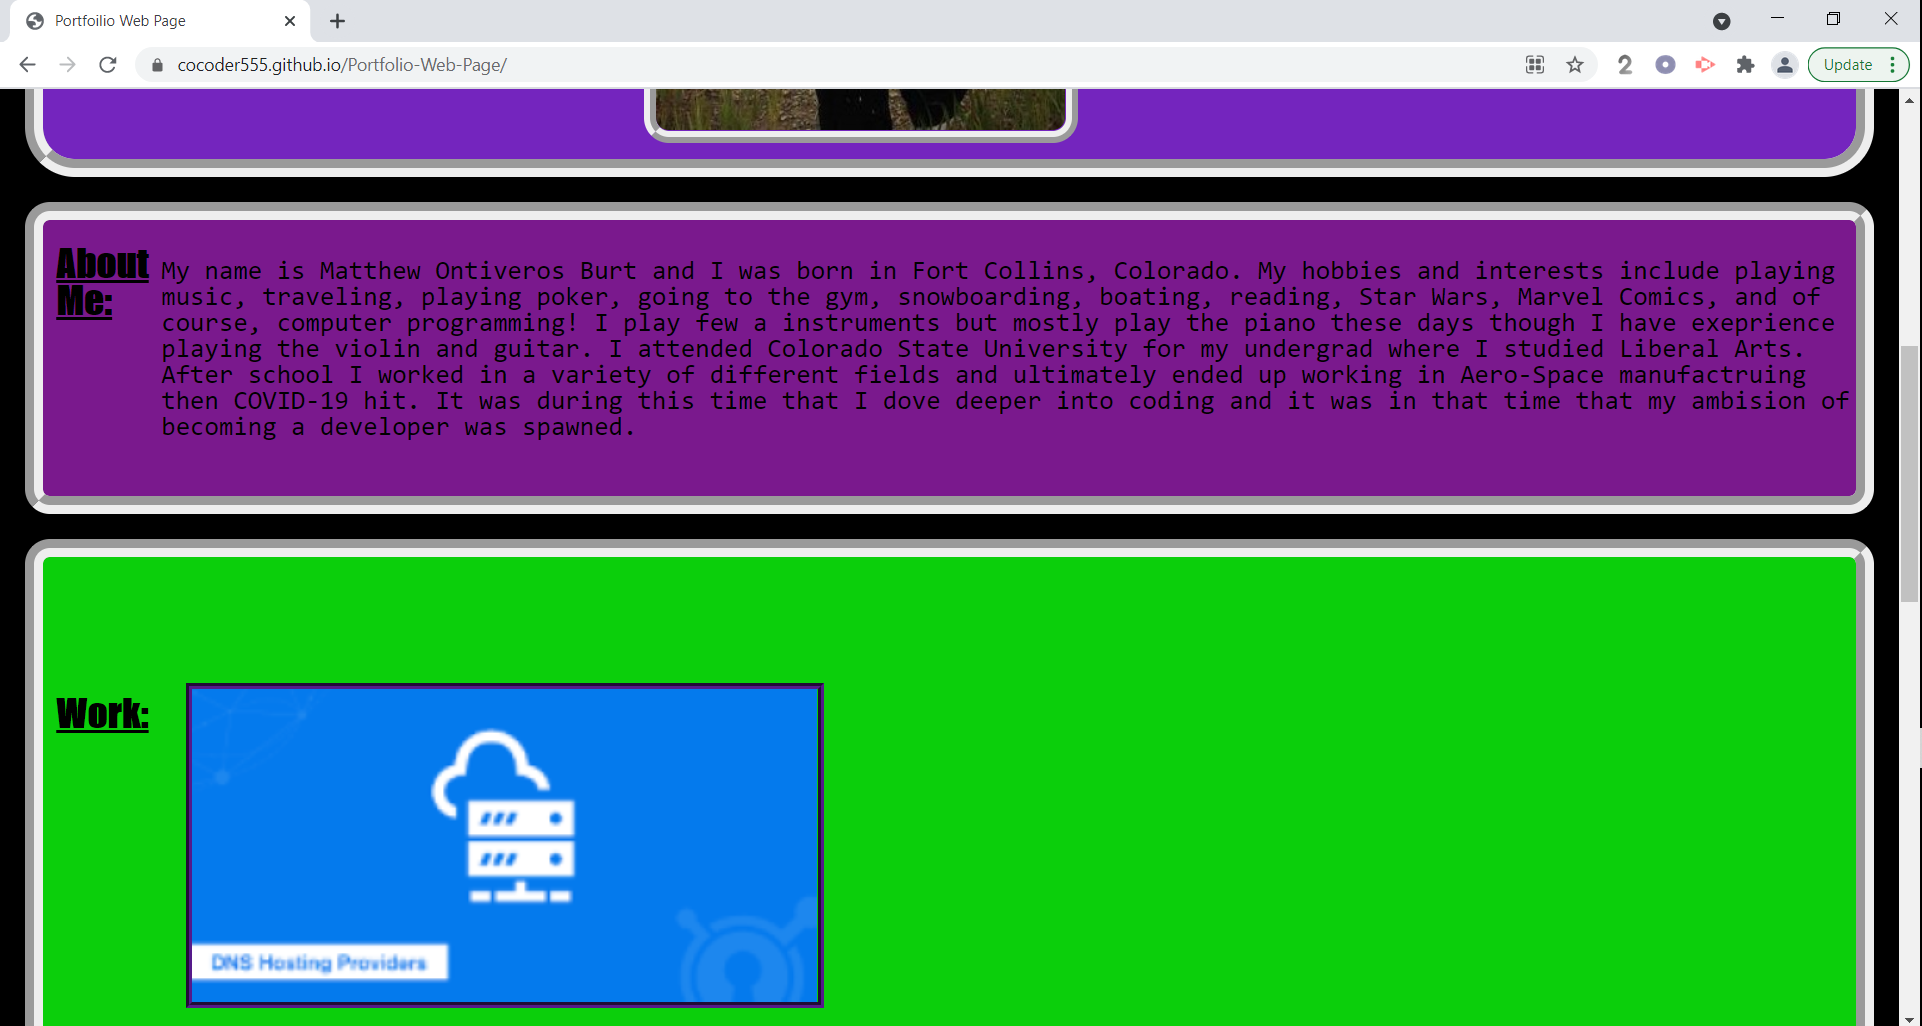 Portfoilio Web Page
cocoder555.github.io/Portfolio-Web-Page/
2
Update
About
Me:
My name is Matthew Ontiveros Burt and I was born in Fort Collins, Colorado. My hobbies and interests include playing
music, traveling, playing poker, going to the gym, snowboarding, boating, reading, Star Wars, Marvel Comics, and of
course, computer programming! I play few a instruments but mostly play the piano these days though I have exeprience
playing the violin and guitar. I attended Colorado State University for my undergrad where I studied Liberal Arts.
After school I worked in a variety of different fields and ultimately ended up working in Aero-Space manufactruing
then COVID-19 hit. It was during this time that I dove deeper into coding and it was in that time that my ambision of
becoming a developer was spawned.
Work:
DNS Hosting Providers